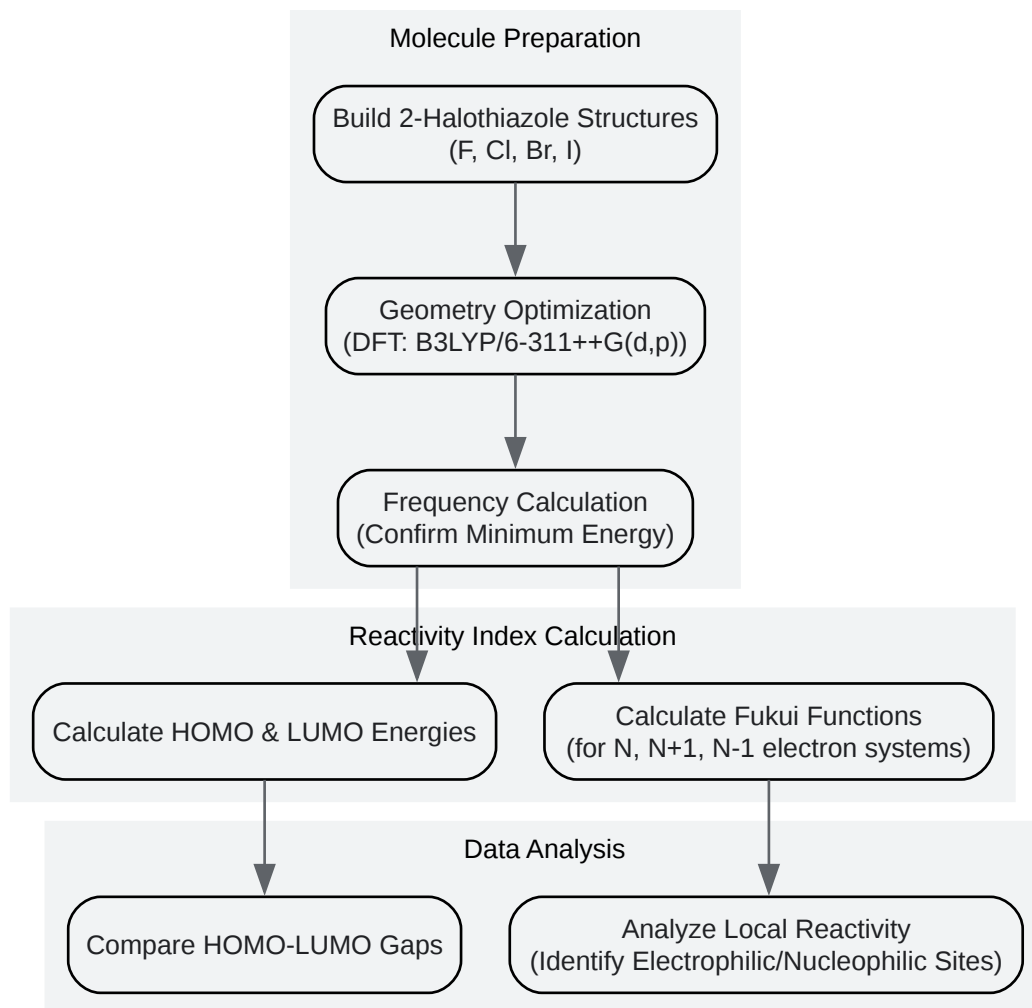 Molecule Preparation
Build 2-Halothiazole Structures
(F, Cl, Br, I)
Geometry Optimization
(DFT: B3LYP/6-311++G(d,p))
Frequency Calculation
(Confirm Minimum Energy)
Reactivity Index Calculation
Calculate HOMO & LUMO Energies
Calculate Fukui Functions
(for N, N+1, N-1 electron systems)
Data Analysis
Compare HOMO-LUMO Gaps
Analyze Local Reactivity
(Identify Electrophilic/Nucleophilic Sites)